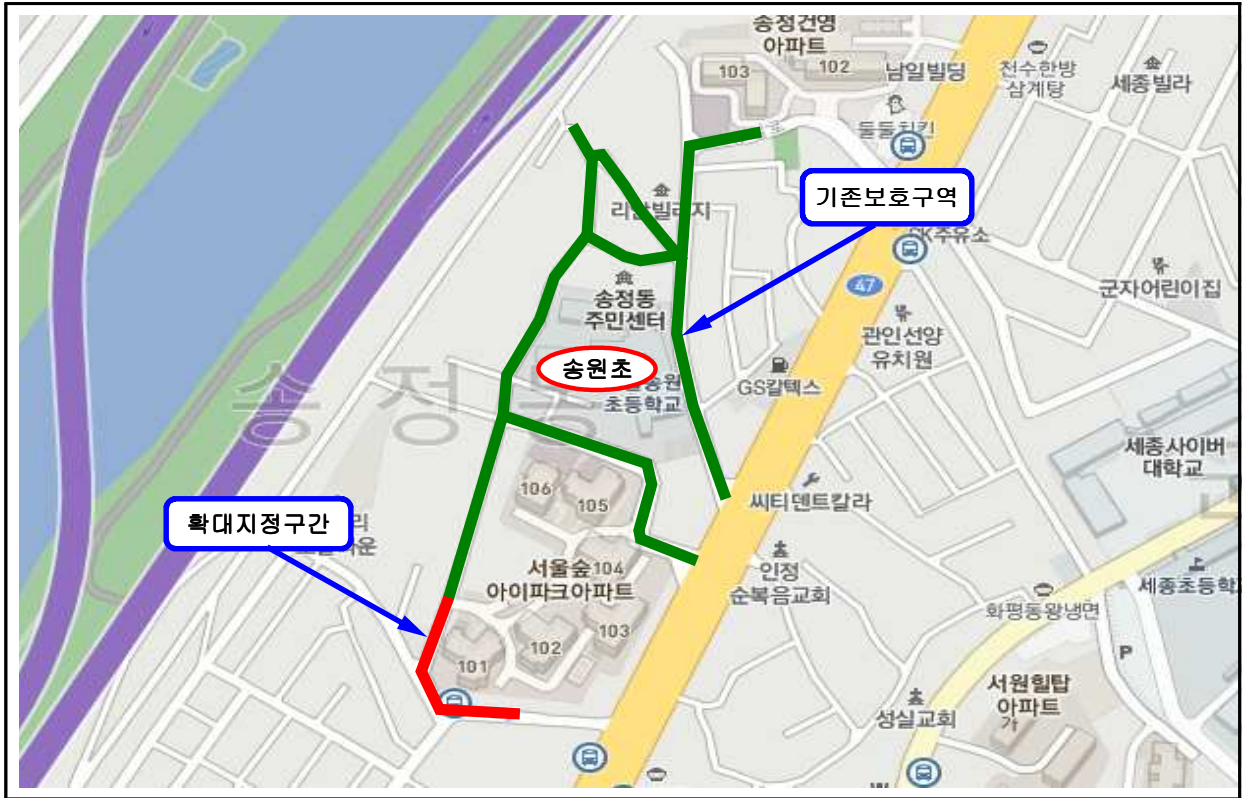 송정건영
아파트
103
102
남일빌딩
천수한방
삼계탕
세종빌라
둘둘치킨
기존보호구역
SK주유소
47
군자어린이집
송정동
주민센터
관인선양
유치원
송원초
초등학교
GS칼텍스
송정동
세종사이버
대학교
106
105
씨티덴트칼라
확대지정구간
서울숲
104
아이파크아파트
인정
순복음교회
세종초등학교
화평동왕냉면
103
102
101
P
서원힐탑
아파트
가
성실교회